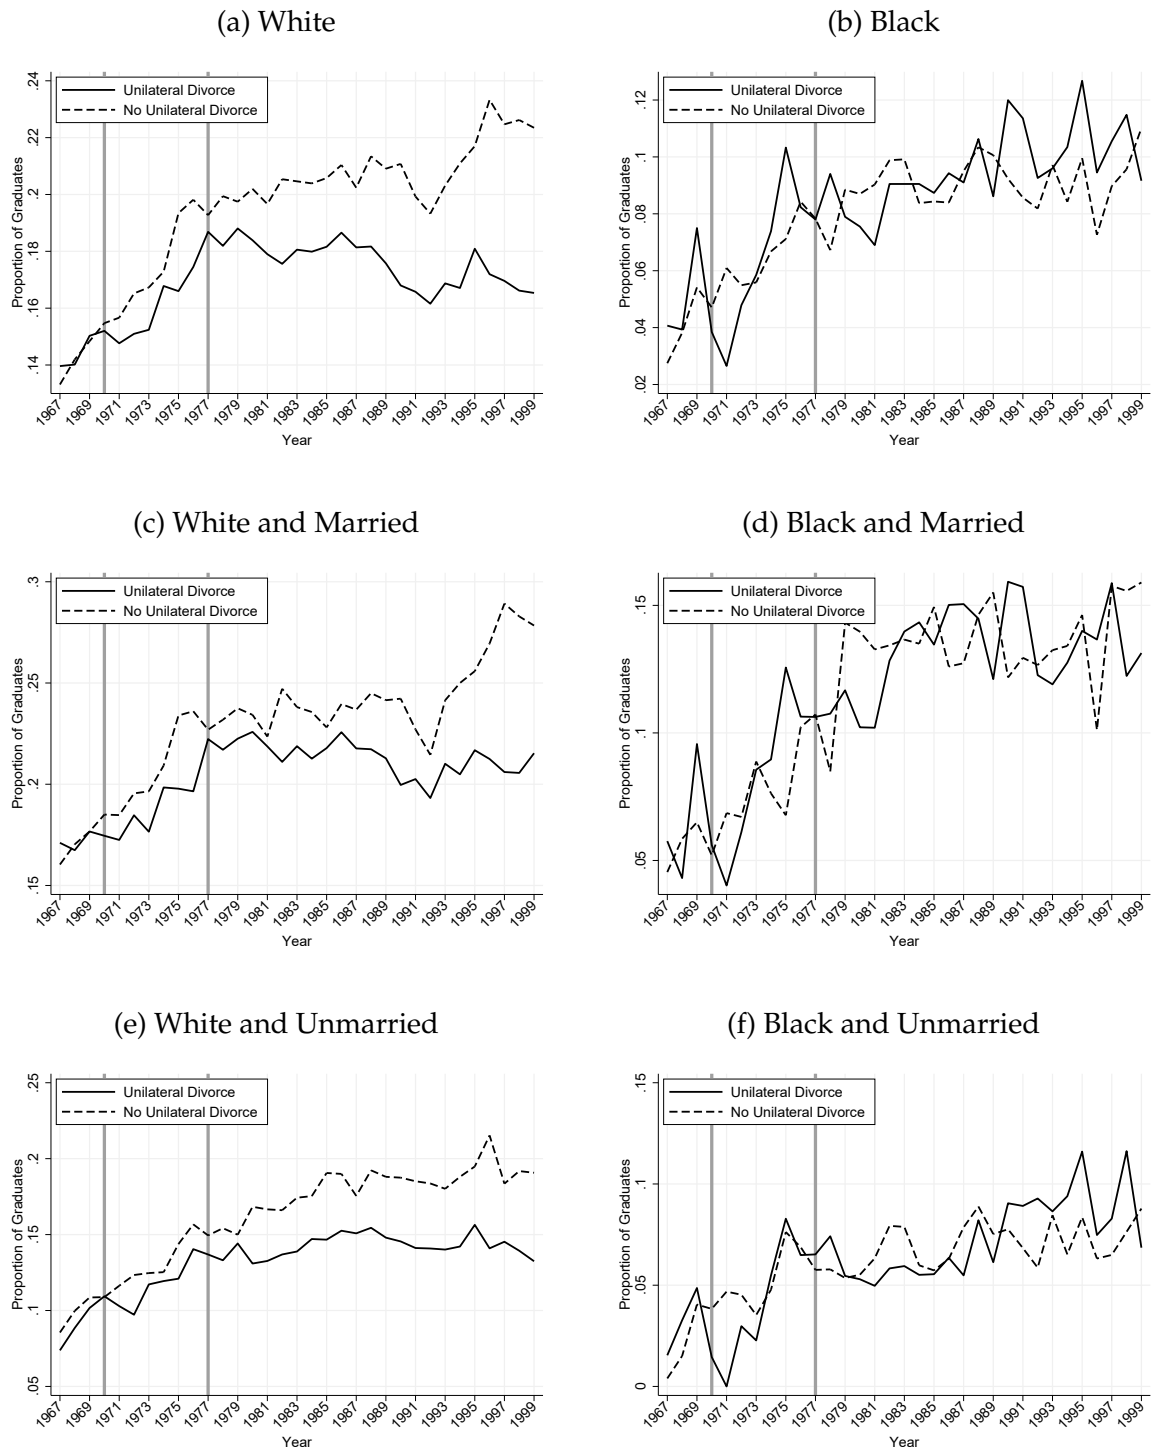 (a) White
Unilateral Divorce
No Unilateral Divorce
Proportion of Graduates
.24
.22
.2
.18
.16
.14
1967 1969 1971 1973 1975 1977 1979 1981 1983 1985 1987 1989 1991 1993 1995 1997 1999
Year
(b) Black
Unilateral Divorce
No Unilateral Divorce
Proportion of Graduates
.12
.1
.08
.06
.04
.02
1967 1969 1971 1973 1975 1977 1979 1981 1983 1985 1987 1989 1991 1993 1995 1997 1999
Year
(c) White and Married
Unilateral Divorce
No Unilateral Divorce
Proportion of Graduates
.3
.25
.2
.15
1967 1969 1971 1973 1975 1977 1979 1981 1983 1985 1987 1989 1991 1993 1995 1997 1999
Year
(d) Black and Married
Unilateral Divorce
No Unilateral Divorce
Proportion of Graduates
.15
.1
.05
1967 1969 1971 1973 1975 1977 1979 1981 1983 1985 1987 1989 1991 1993 1995 1997 1999
Year
(e) White and Unmarried
Unilateral Divorce
No Unilateral Divorce
Proportion of Graduates
.25
.2
.15
.1
.05
1967 1969 1971 1973 1975 1977 1979 1981 1983 1985 1987 1989 1991 1993 1995 1997 1999
Year
(f) Black and Unmarried
Unilateral Divorce
No Unilateral Divorce
Proportion of Graduates
.15
.1
.05
0
1967 1969 1971 1973 1975 1977 1979 1981 1983 1985 1987 1989 1991 1993 1995 1997 1999
Year